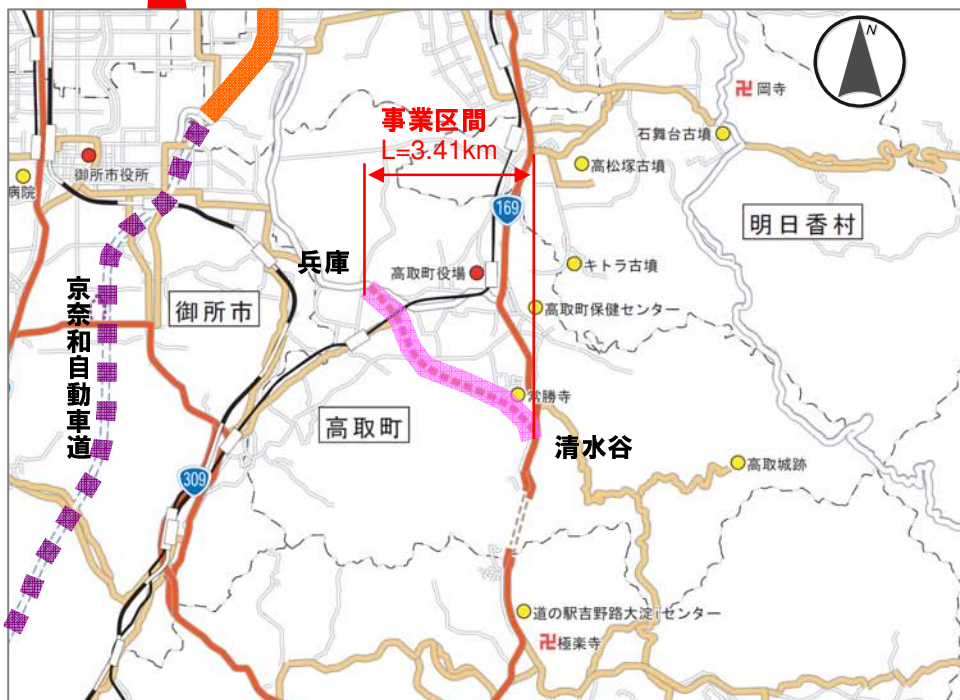 N
卍岡寺
事業区間
L=3.41km
石舞台古墳
高松塚古墳
御所市役所
病院
169
明日香村
兵庫
高取町役場
キトラ古墳
京奈和自動車道
御所市
高取町保健センター
常勝寺
高取町
清水谷
高取城跡
309
道の駅吉野路大淀iセンター
卍極楽寺